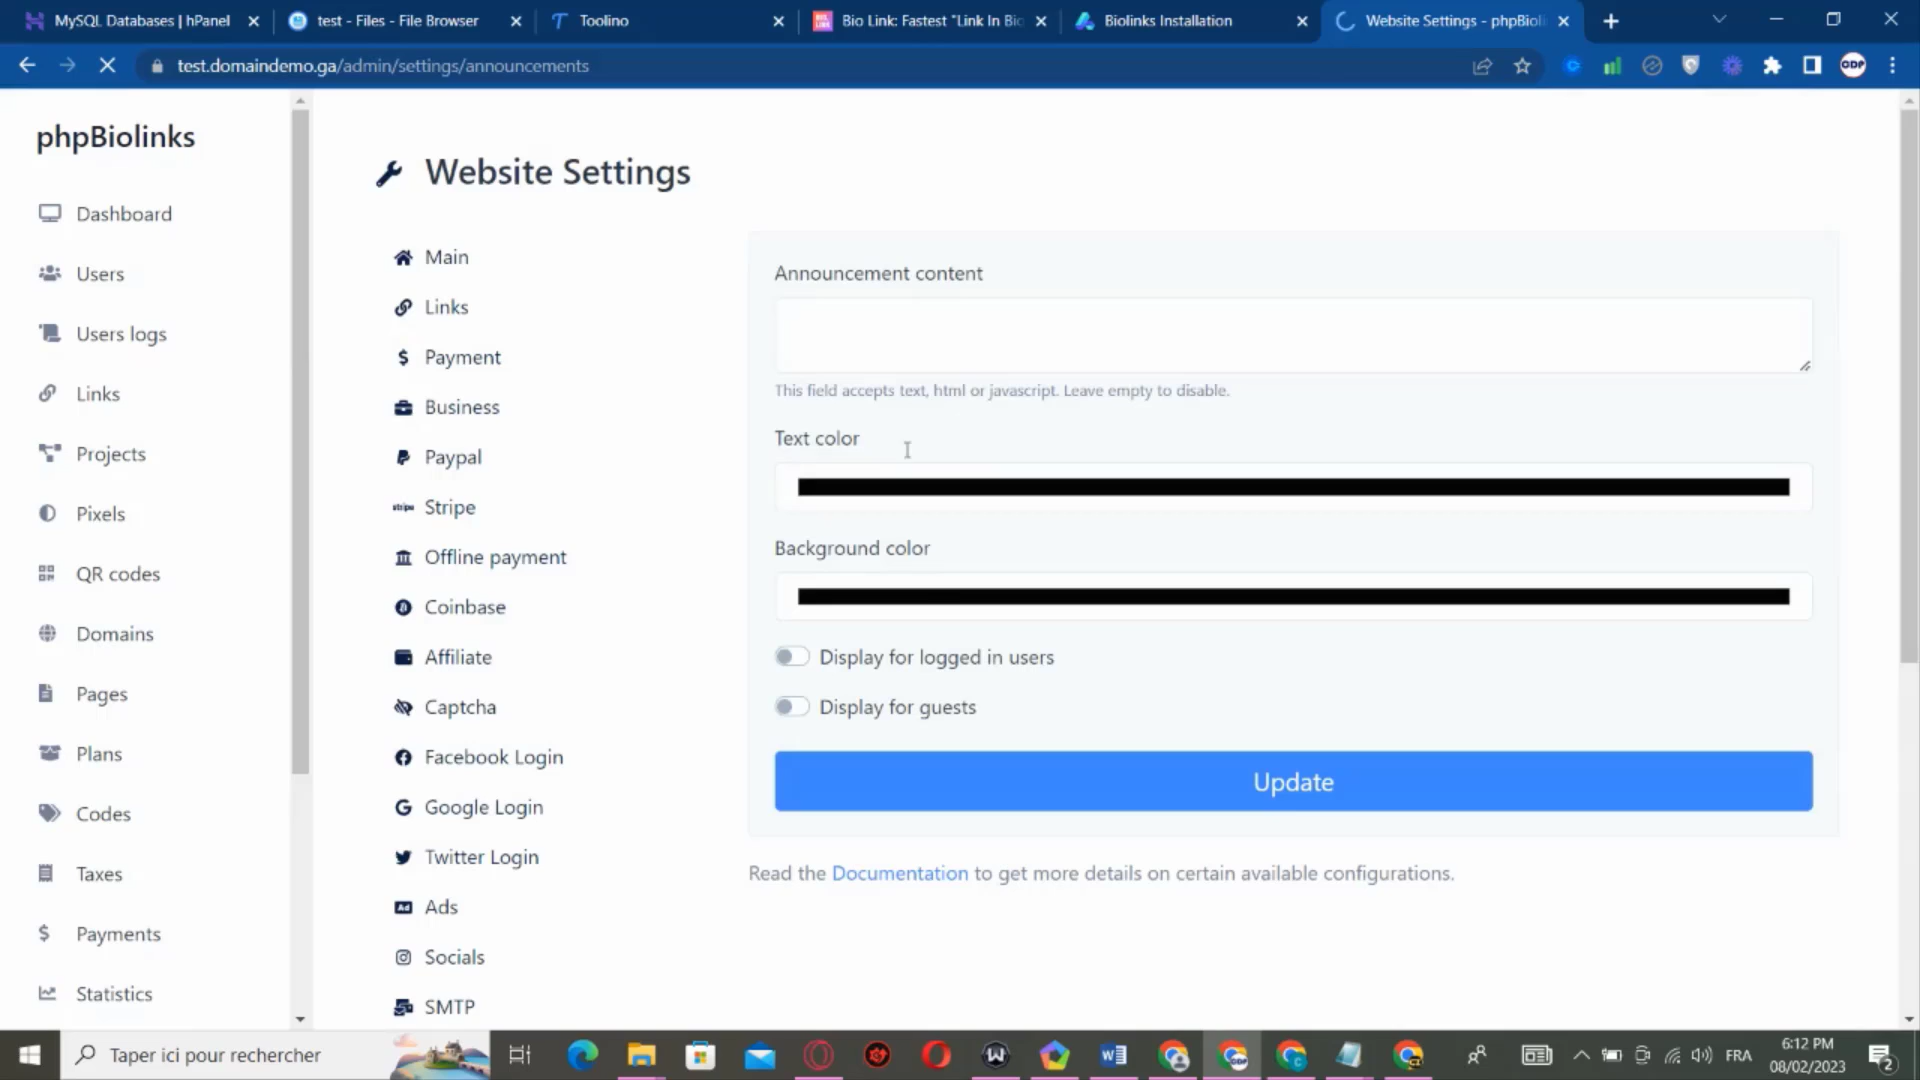 MySQL Databases | hPanel
test - Files - File Browser
Toolino
Bio Link: Fastest "Link In Bio
Biolinks Installation
Website Settings - phpBioli
test.domaindemo.ga/admin/settings/announcements
GDP
phpBiolinks
Dashboard
Users
Users logs
Links
Projects
Pixels
QR codes
Domains
Pages
Plans
Codes
Taxes
Payments
Statistics
Website Settings
Main
Links
Payment
Business
Paypal
stripe Stripe
Offline payment
Coinbase
Affiliate
Captcha
Facebook Login
Google Login
Twitter Login
Ad Ads
Socials
SMTP
Announcement content
This field accepts text, html or javascript. Leave empty to disable.
Text color
Background color
Display for logged in users
Display for guests
Update
Read the Documentation to get more details on certain available configurations.
Taper ici pour rechercher
FRA
6:12 PM
08/02/2023
2